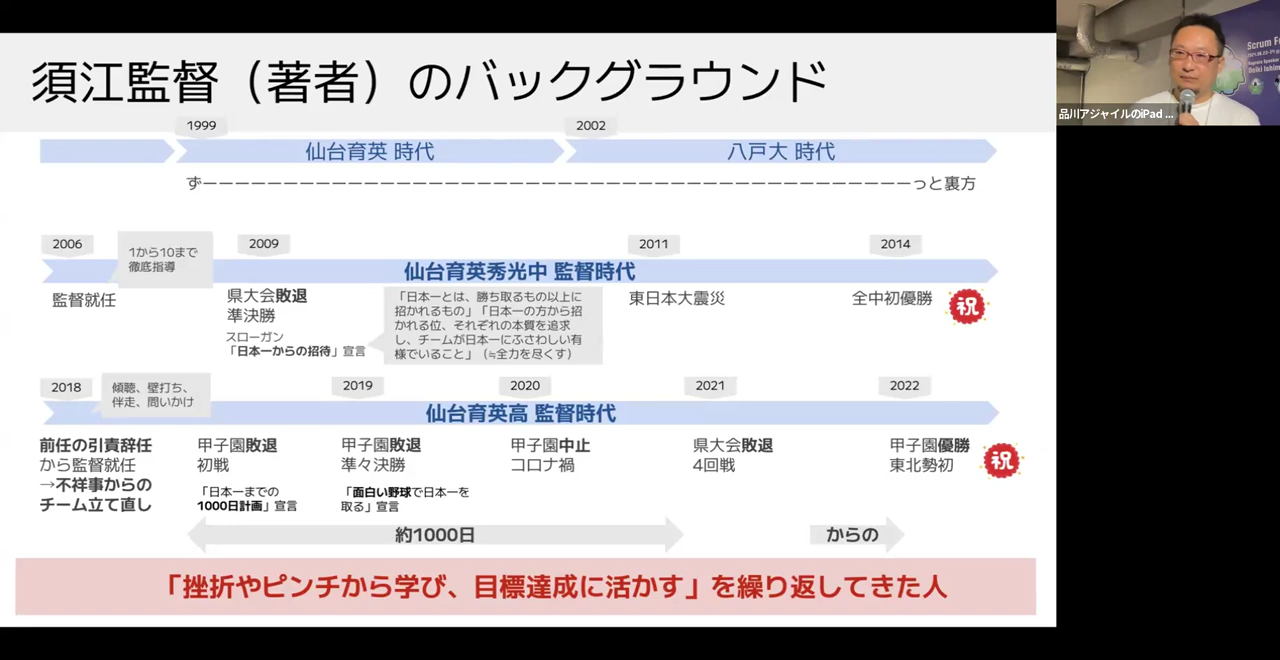 須江監督（著者）のバックグラウンド
1999
2002
仙台育英 時代
八戸大 時代
ずーーーーーーーーーーーーーーーーーーーーーーーーーーーーーーーーーーーーーーーーーーーーっと裏方
2006
1から10まで
徹底指導
2009
2011
2014
仙台育英秀光中 監督時代
監督就任
県大会敗退
準決勝
スローガン
「日本一からの招待」宣言
「日本一とは、勝ち取るもの以上に
招かれるもの」「日本一の方から招
かれる位、それぞれの本質を追求
し、チームが日本一にふさわしい有
様でいること」（≒全力を尽くす）
東日本大震災
全中初優勝
祝
2018
傾聴、壁打ち、
伴走、問いかけ
2019
2020
2021
2022
仙台育英高 監督時代
前任の引責辞任
から監督就任
→不祥事からの
チーム立て直し
甲子園敗退
初戦
「日本一までの
1000日計画」宣言
甲子園敗退
準々決勝
「面白い野球で日本一を
取る」宣言
甲子園中止
コロナ禍
県大会敗退
4回戦
甲子園優勝
東北勢初
祝
約1000日
からの
「挫折やピンチから学び、目標達成に活かす」を繰り返してきた人
品川アジャイルのiPad ...
Scrum F